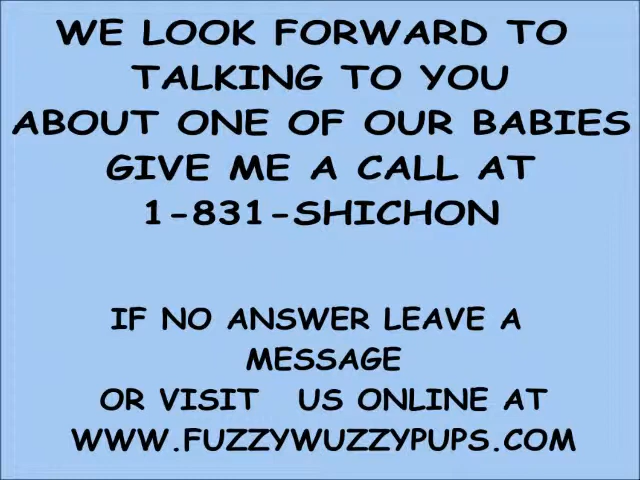 WE LOOK FORWARD TO
TALKING TO YOU
ABOUT ONE OF OUR BABIES
GIVE ME A CALL AT
1-831-SHICHON
IF NO ANSWER LEAVE A
MESSAGE
OR VISIT US ONLINE AT
WWW.FUZZYWUZZYPUPS.COM